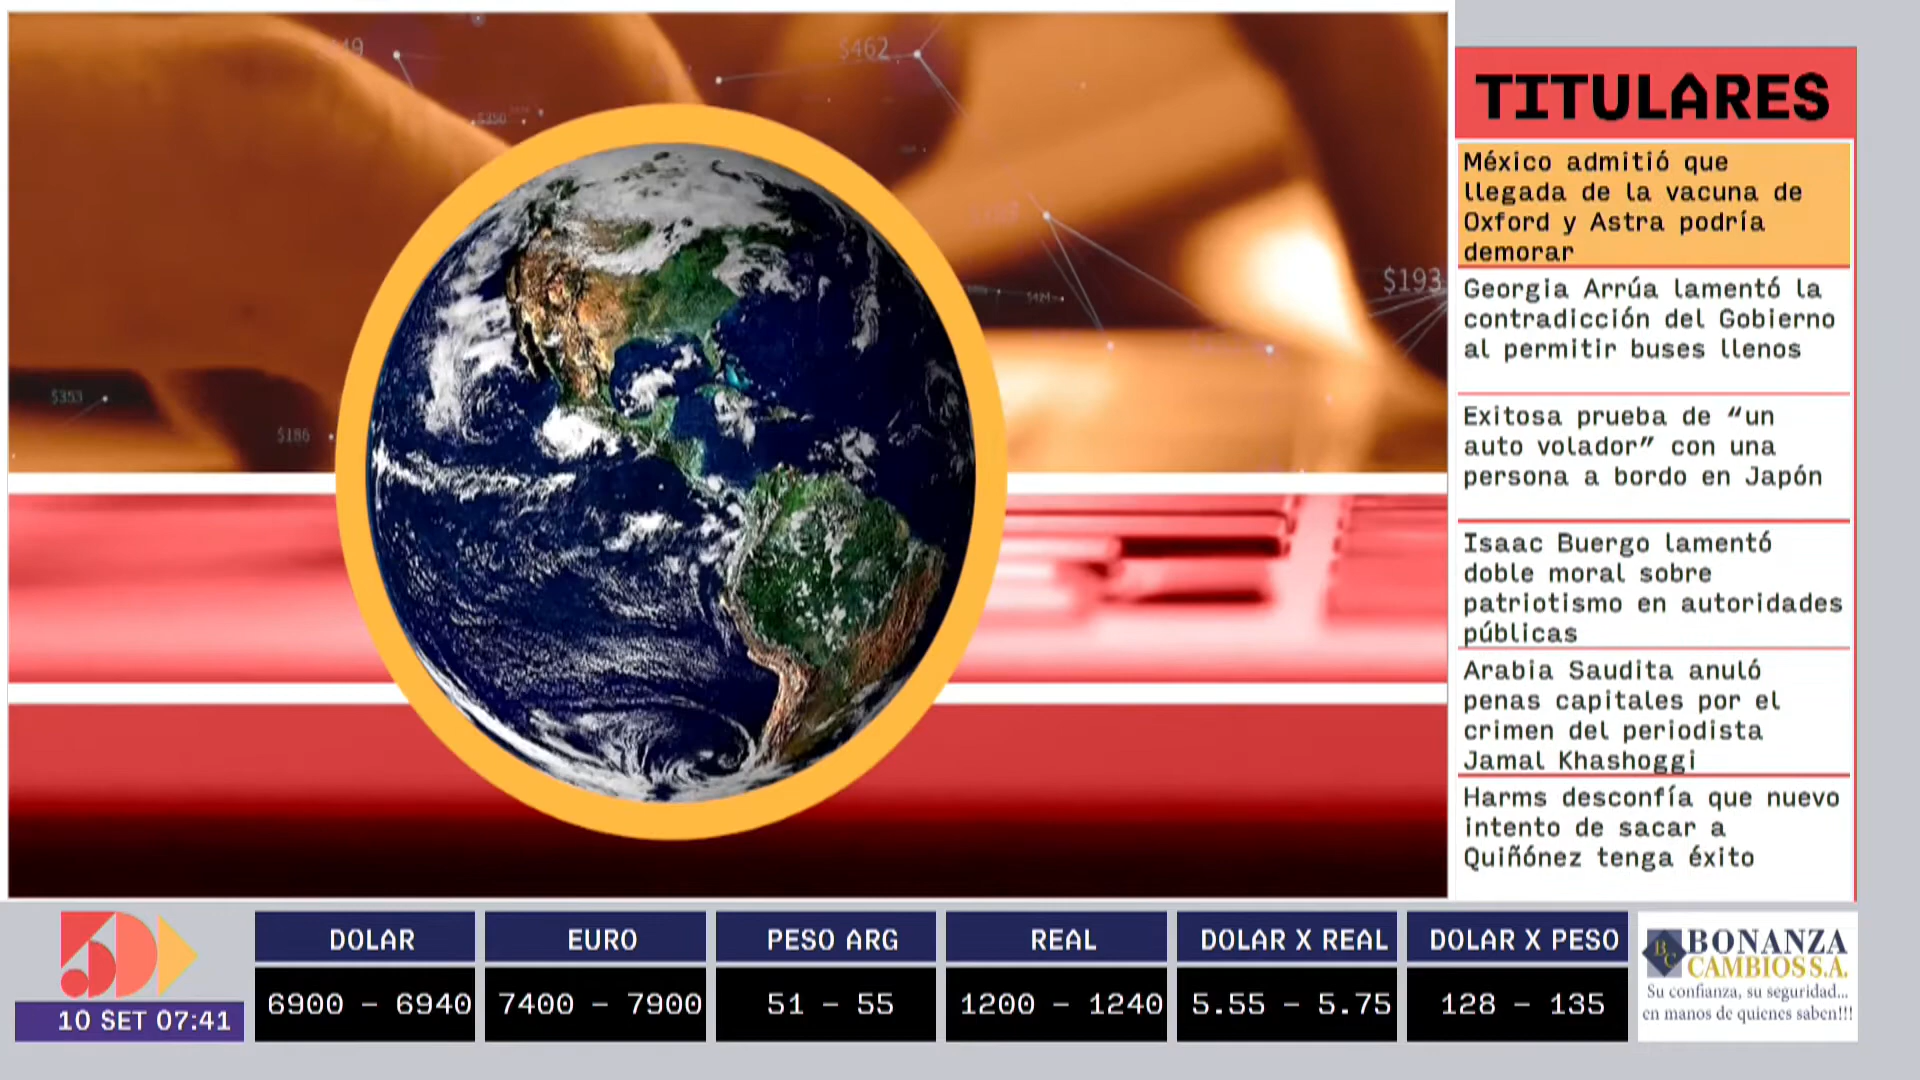 $462
$350
$193
$353
$186
TITULARES
México admitió que
llegada de la vacuna de
Oxford y Astra podría
demorar
Georgia Arrúa lamentó la
contradicción del Gobierno
al permitir buses llenos
Exitosa prueba de “un
auto volador” con una
persona a bordo en Japón
Isaac Buergo lamentó
doble moral sobre
patriotismo en autoridades
públicas
Arabia Saudita anuló
penas capitales por el
crimen del periodista
Jamal Khashoggi
Harms desconfía que nuevo
intento de sacar a
Quiñónez tenga éxito
10 SET 07:41
DOLAR
6900 – 6940
EURO
7400 – 7900
PESO ARG
51 – 55
REAL
1200 – 1240
DOLAR X REAL
5.55 – 5.75
DOLAR X PESO
128 – 135
BC
BONANZA
CAMBIOS S.A.
Su confianza, su seguridad...
en manos de quienes saben!!!